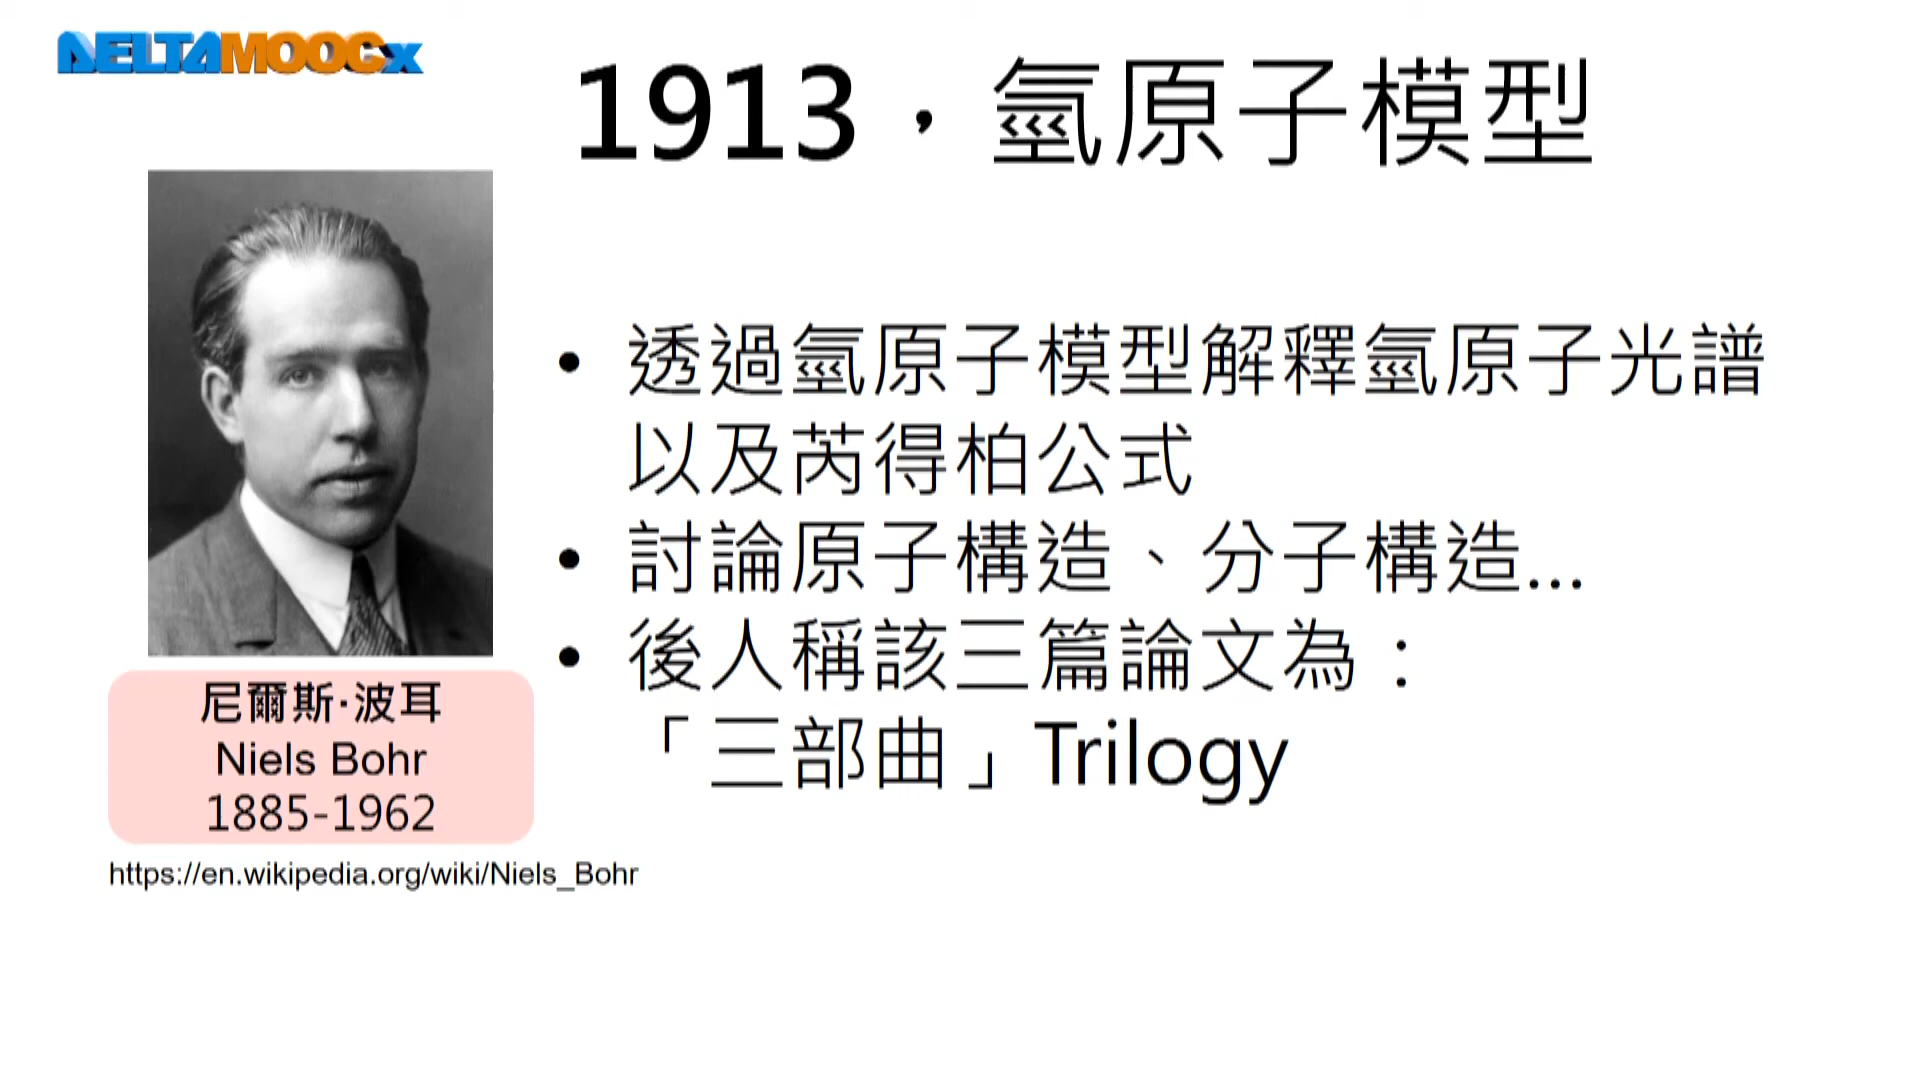 DELTAMOOCx
1913,氫原子模型
• 透過氫原子模型解釋氫原子光譜
以及芮得柏公式
• 討論原子構造、分子構造...
• 後人稱該三篇論文為:
「三部曲」Trilogy
尼爾斯·波耳
Niels Bohr
1885-1962
https://en.wikipedia.org/wiki/Niels_Bohr